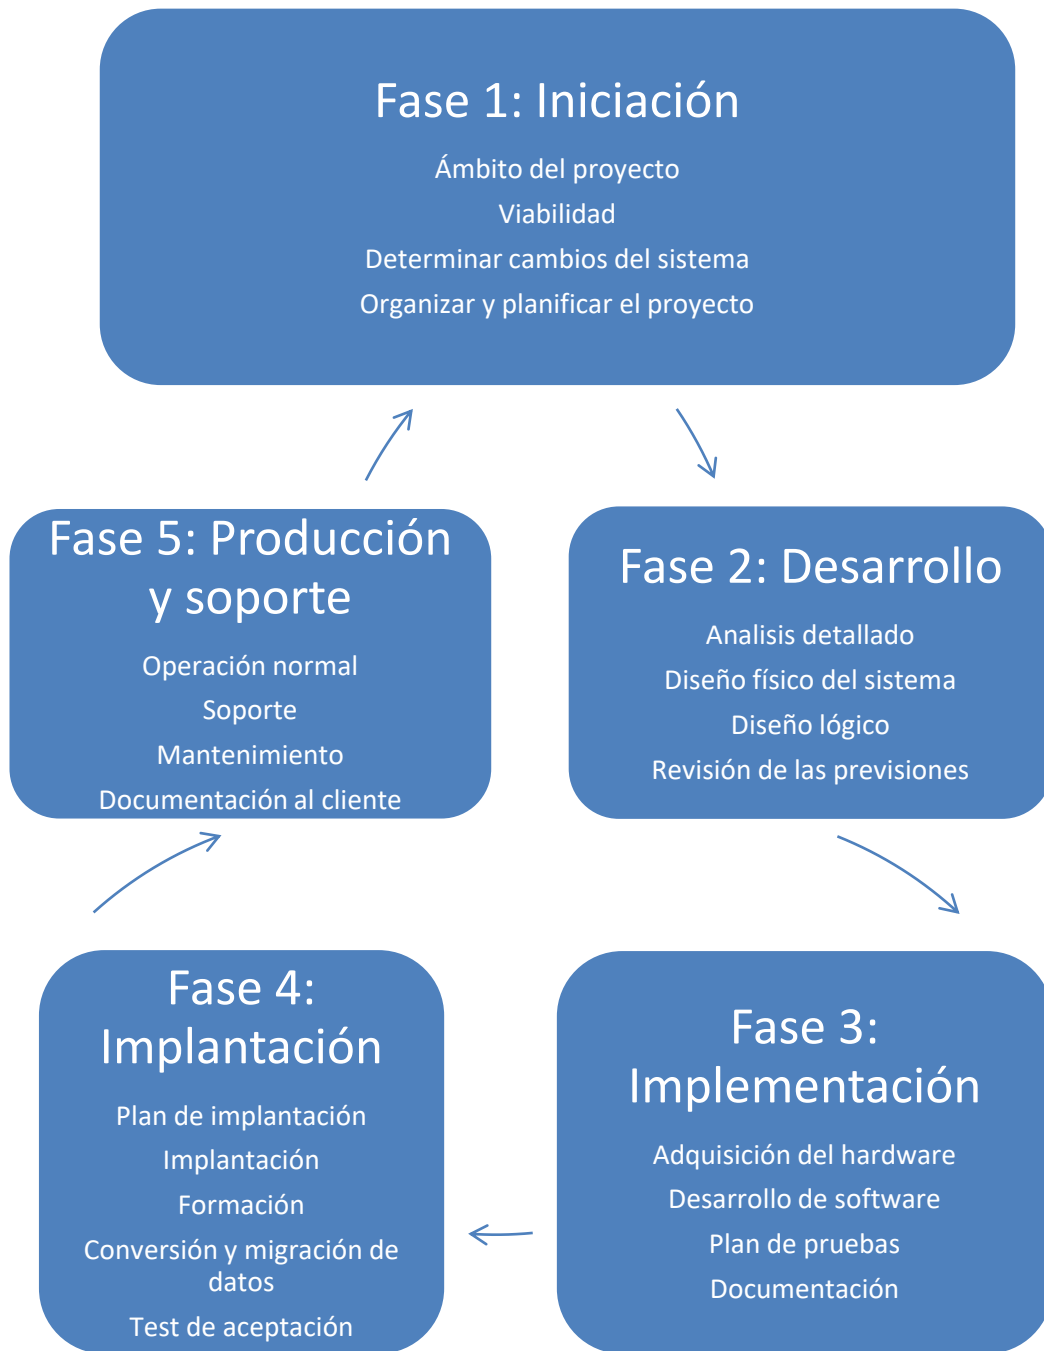 Fase 1: Iniciación
Ámbito del proyecto
Viabilidad
Determinar cambios del sistema
Organizar y planificar el proyecto
Fase 2: Desarrollo
Analisis detallado
Diseño físico del sistema
Diseño lógico
Revisión de las previsiones
Fase 3:
Implementación
Adquisición del hardware
Desarrollo de software
Plan de pruebas
Documentación
Fase 4:
Implantación
Plan de implantación
Implantación
Formación
Conversión y migración de
datos
Test de aceptación
Fase 5: Producción
y soporte
Operación normal
Soporte
Mantenimiento
Documentación al cliente